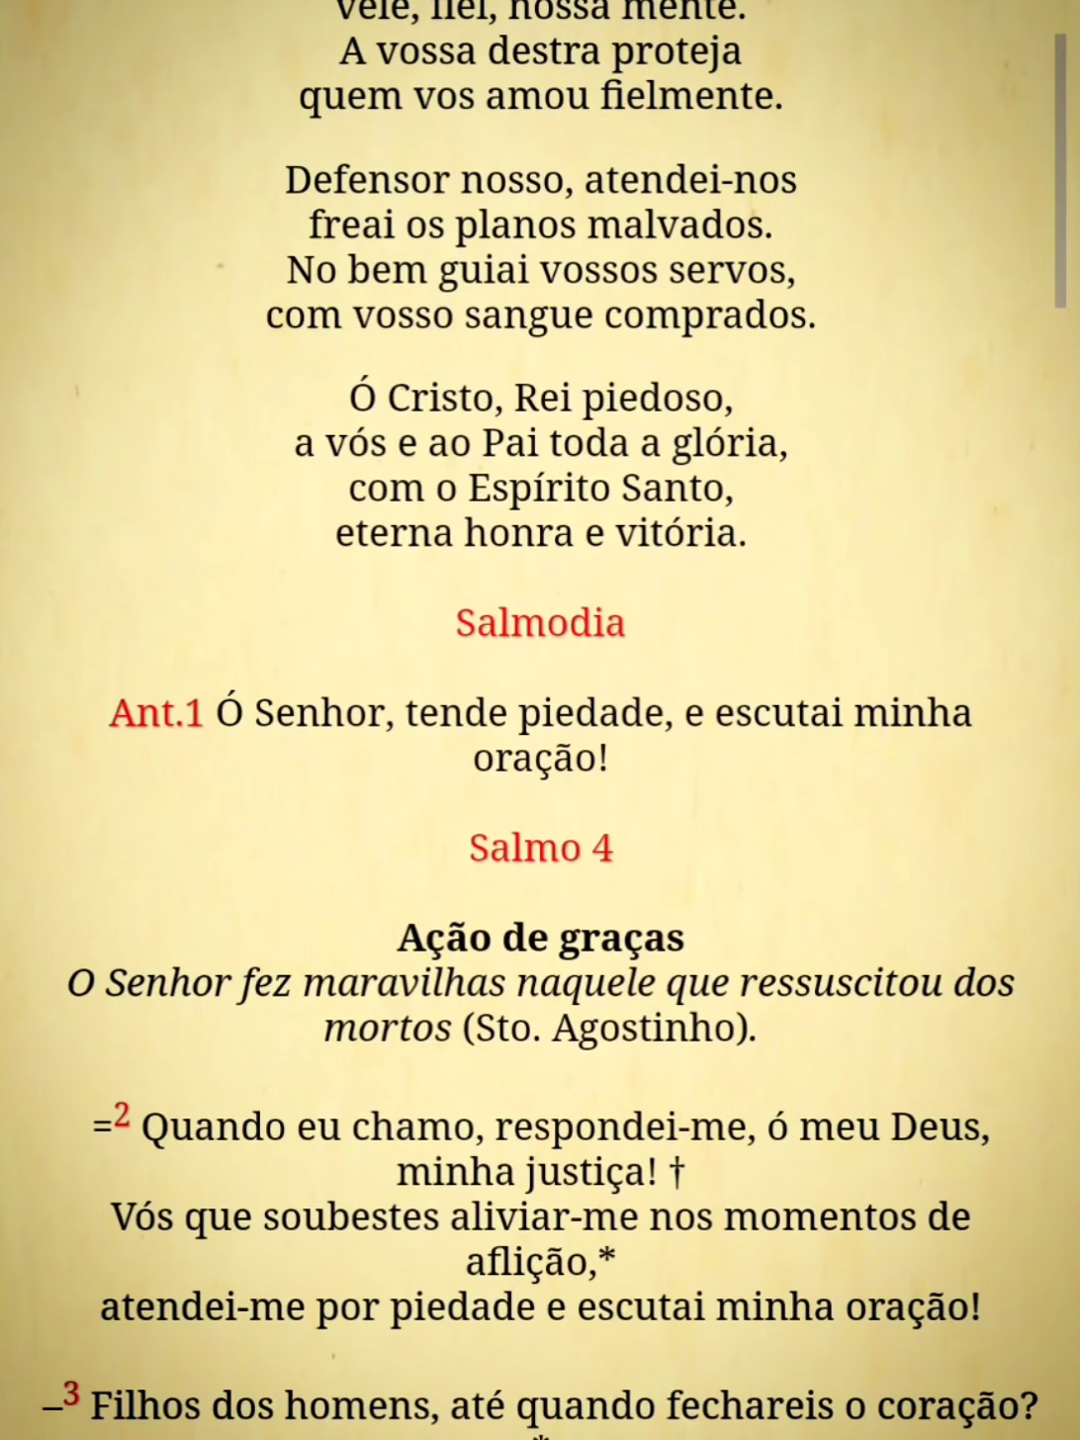 vele, fiel, nossa mente.
A vossa destra proteja
quem vos amou fielmente.
Defensor nosso, atendei-nos
freai os planos malvados.
No bem guiai vossos servos,
com vosso sangue comprados.
Ó Cristo, Rei piedoso,
a vós e ao Pai toda a glória,
com o Espírito Santo,
eterna honra e vitória.
Salmodia
Ant.1 Ó Senhor, tende piedade, e escutai minha
oração!
Salmo 4
Ação de graças
O Senhor fez maravilhas naquele que ressuscitou dos
mortos (Sto. Agostinho).
=2 Quando eu chamo, respondei-me, ó meu Deus,
minha justiça! †
Vós que soubestes aliviar-me nos momentos de
aflição,*
atendei-me por piedade e escutai minha oração!
–3 Filhos dos homens, até quando fechareis o coração?
*